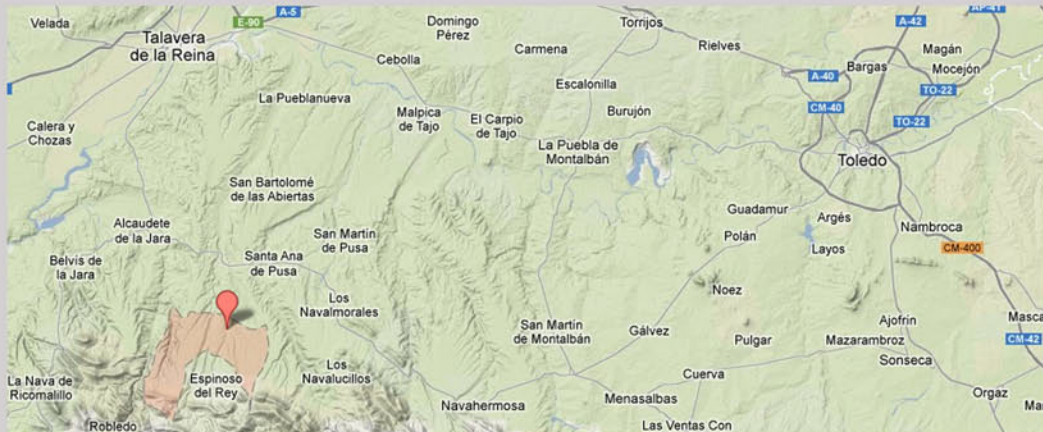 Velada
E-90
A-5
Domingo
Pérez
Torrijos
A-42
AP-41
Talavera
de la Reina
Cebolla
Carmena
Rielves
Magán
Bargas
Mocejón
Escalonilla
A-40
TO-22
La Pueblanueva
Malpica
de Tajo
El Carpio
de Tajo
Burujón
CM-40
TO-22
Calera y
Chozas
La Puebla de
Montalbán
Toledo
San Bartolomé
de las Abiertas
Guadamur
Argés
Nambroca
Alcaudete
de la Jara
San Martin
de Pusa
Polán
Layos
CM-400
Belvís de
la Jara
Santa Ana
de Pusa
Noez
Los
Navalmorales
San Martín
de Montalbán
Gálvez
Pulgar
Ajofrín
Masca
Mazarambroz
CM-42
Sonseca
La Nava de
Ricomalillo
Espinoso
del Rey
Los
Navalucillos
Cuerva
Orgaz
Navahermosa
Menasalbas
Ma
Robledo
Las Ventas Con